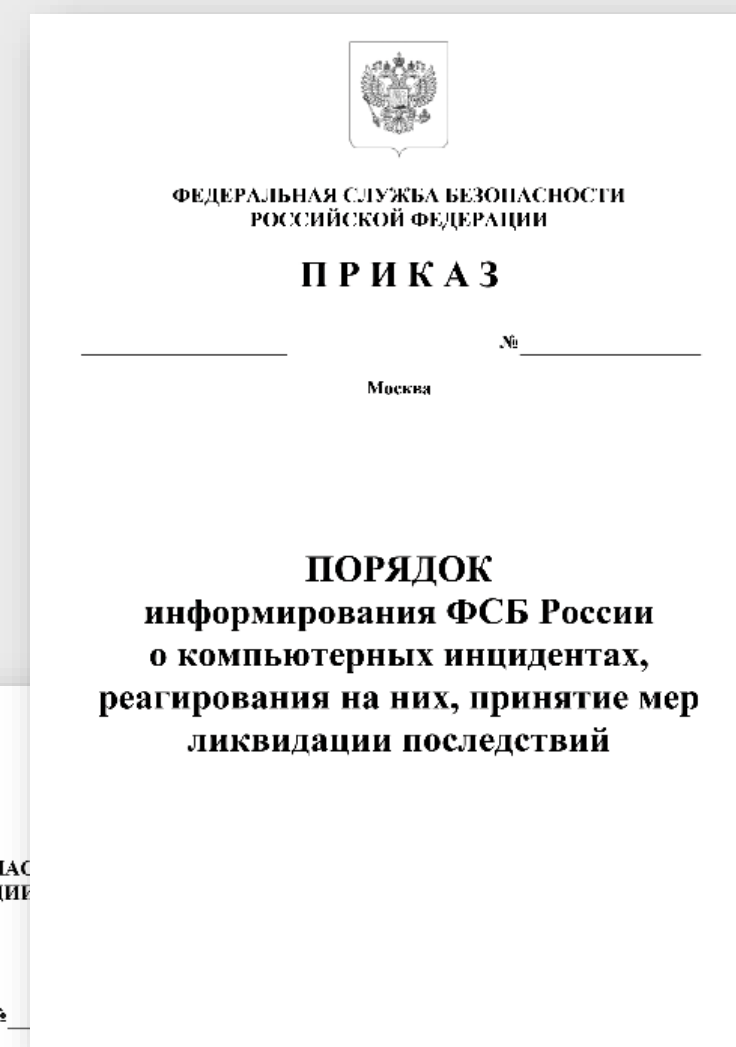 ФЕДЕРАЛЬНАЯ СЛУЖБА БЕЗОПАСНОСТИ
РОССИЙСКОЙ ФЕДЕРАЦИИ
П Р И К А З
№
Москва
ПОРЯДОК
информирования ФСБ России
о компьютерных инцидентах,
реагирования на них, принятие мер
ликвидации последствий